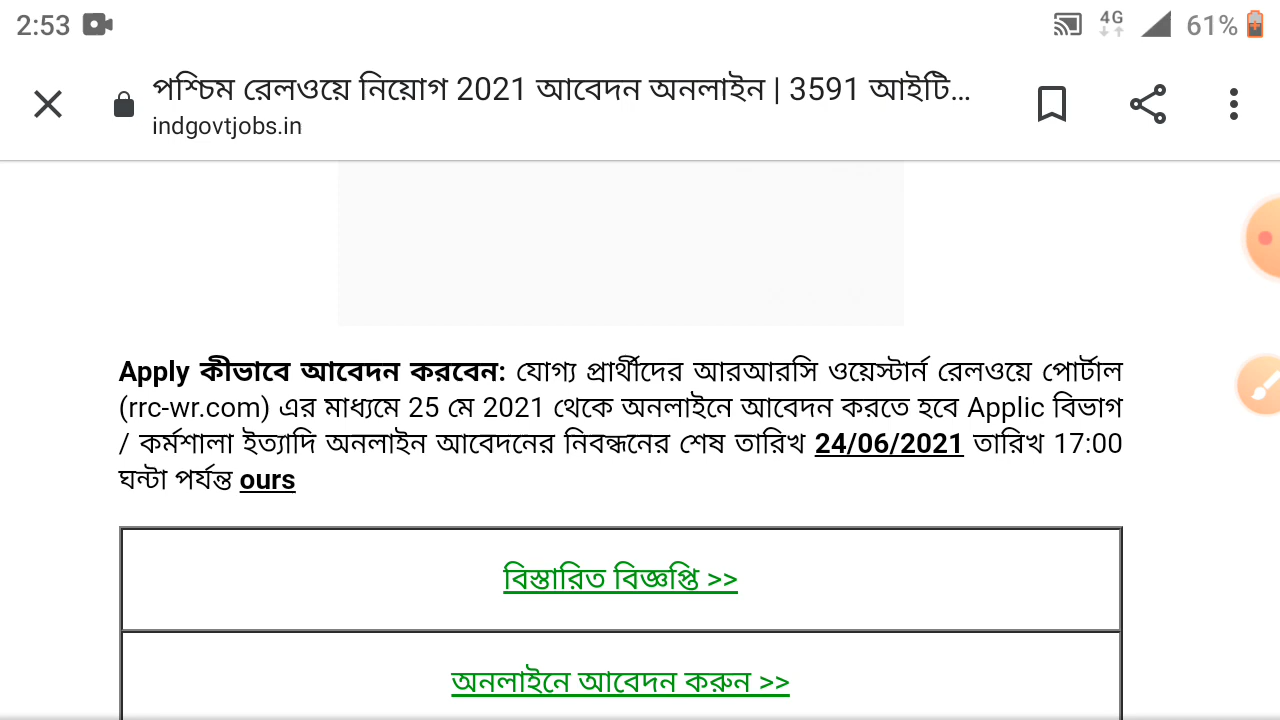 2:53 4G 61%
পশ্চিম রেলওয়ে নিয়োগ 2021 আবেদন অনলাইন | 3591 আইটি...
indgovtjobs.in
Apply কীভাবে আবেদন করবেন: যোগ্য প্রার্থীদের আরআরসি ওয়েস্টার্ন রেলওয়ে পোর্টাল
(rrc-wr.com) এর মাধ্যমে 25 মে 2021 থেকে অনলাইনে আবেদন করতে হবে Applic বিভাগ
/ কর্মশালা ইত্যাদি অনলাইন আবেদনের নিবন্ধনের শেষ তারিখ 24/06/2021 তারিখ 17:00
ঘন্টা পর্যন্ত ours
বিস্তারিত বিজ্ঞপ্তি >>
অনলাইনে আবেদন করুন >>